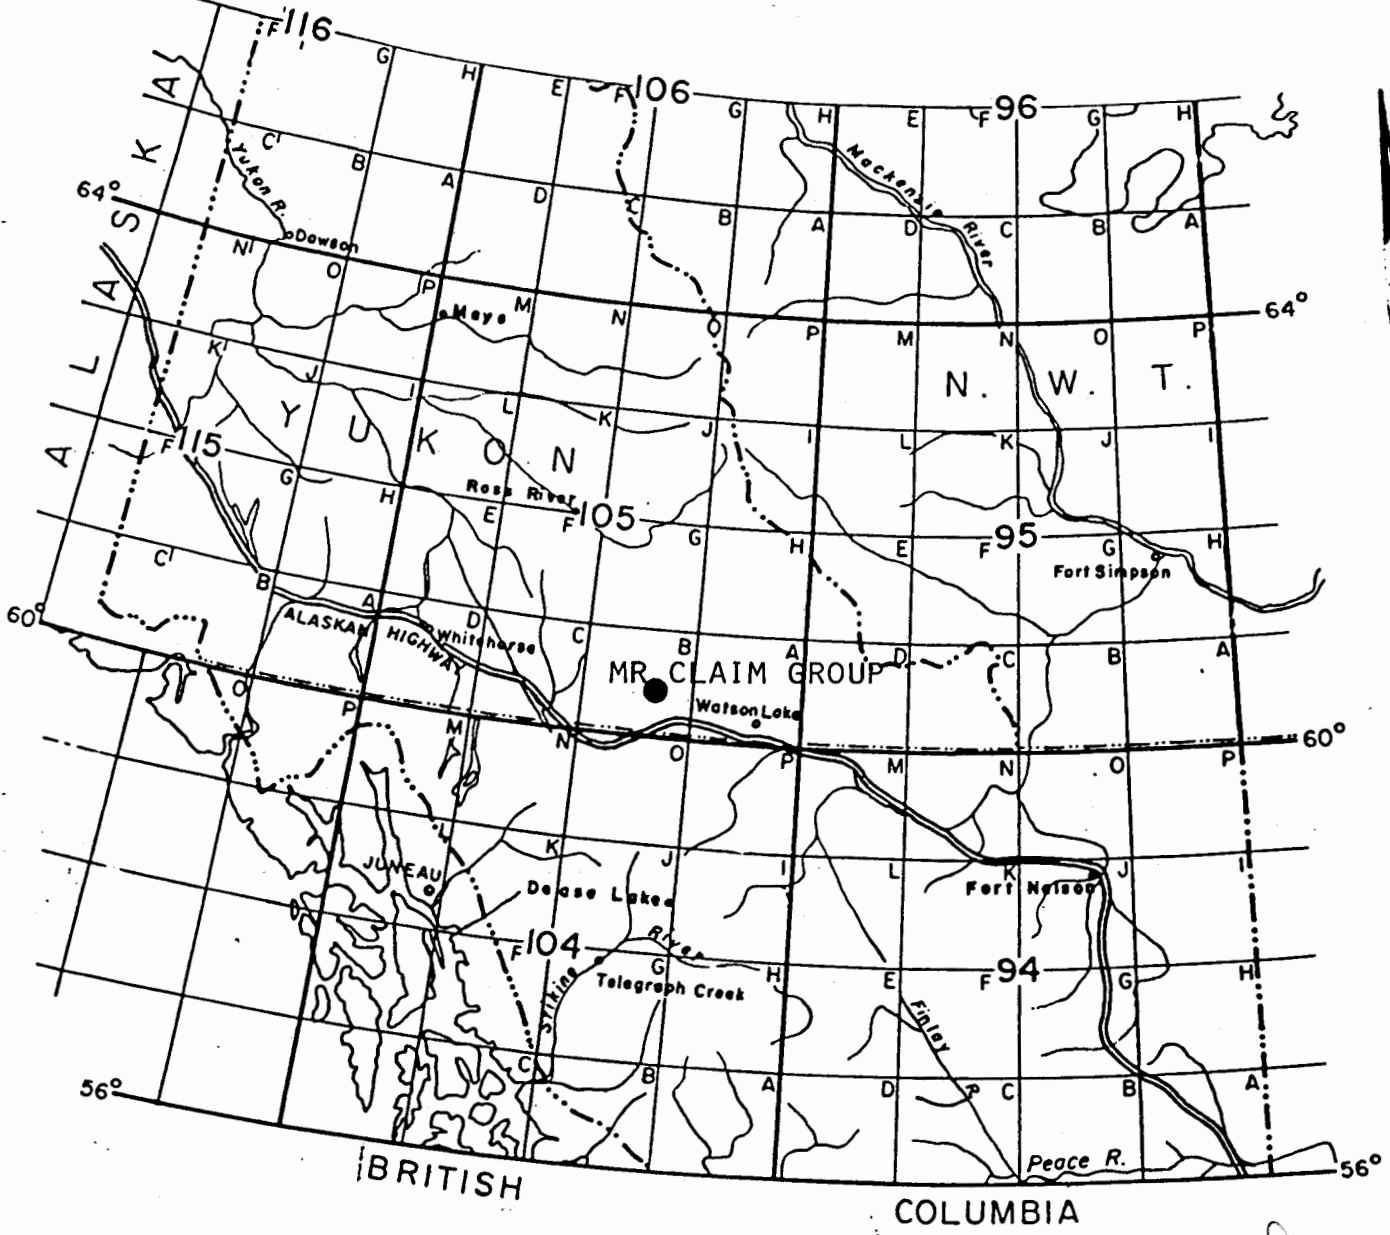 F 116 G H E F 106 G H E F 96 G H
C B A D C B A D C B A
Yukon R.
Mackenzie River
64° N Dawson O P M N O P M N O P 64°
Mayo
K J I L K J I L K J I
ALASKA
YUKON
N. W. T.
F 115 G H E F 105 G H E F 95 G H
Ross River
Fort Simpson
C B A D C B A D C B A
ALASKAN HIGHWAY
Whitehorse
MR CLAIM GROUP
Watson Lake
60° O P M N O P M N O P 60°
L K J I L K J I
JUNEAU
Dease Lake
Fort Nelson
F 104 G H E F 94 G H
River
Stikine
Telegraph Creek
Finlay R.
C B A D C B A
56° Peace R. 56°
BRITISH
COLUMBIA